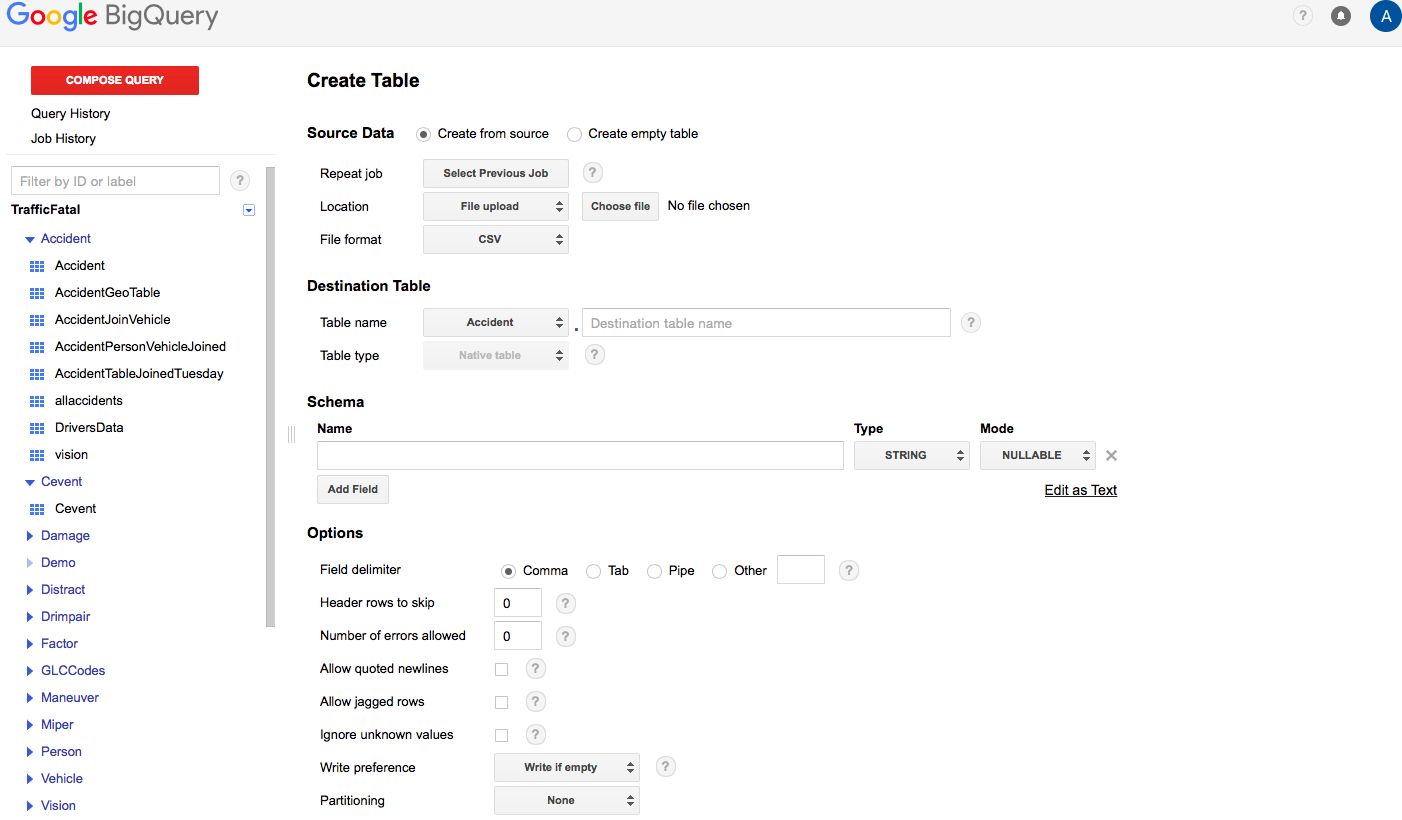 Google BigQuery
?
A
COMPOSE QUERY
Query History
Job History
Filter by ID or label
?
TrafficFatal
Accident
Accident
AccidentGeoTable
AccidentJoinVehicle
AccidentPersonVehicleJoined
AccidentTableJoinedTuesday
allaccidents
DriversData
vision
Cevent
Cevent
Damage
Demo
Distract
Drimpair
Factor
GLCCodes
Maneuver
Miper
Person
Vehicle
Vision
Create Table
Source Data Create from source Create empty table
Repeat job Select Previous Job ?
Location File upload Choose file No file chosen
File format CSV
Destination Table
Table name Accident . Destination table name ?
Table type Native table ?
Schema
Name Type Mode
STRING NULLABLE
Add Field Edit as Text
Options
Field delimiter Comma Tab Pipe Other ?
Header rows to skip 0 ?
Number of errors allowed 0 ?
Allow quoted newlines ?
Allow jagged rows ?
Ignore unknown values ?
Write preference Write if empty ?
Partitioning None